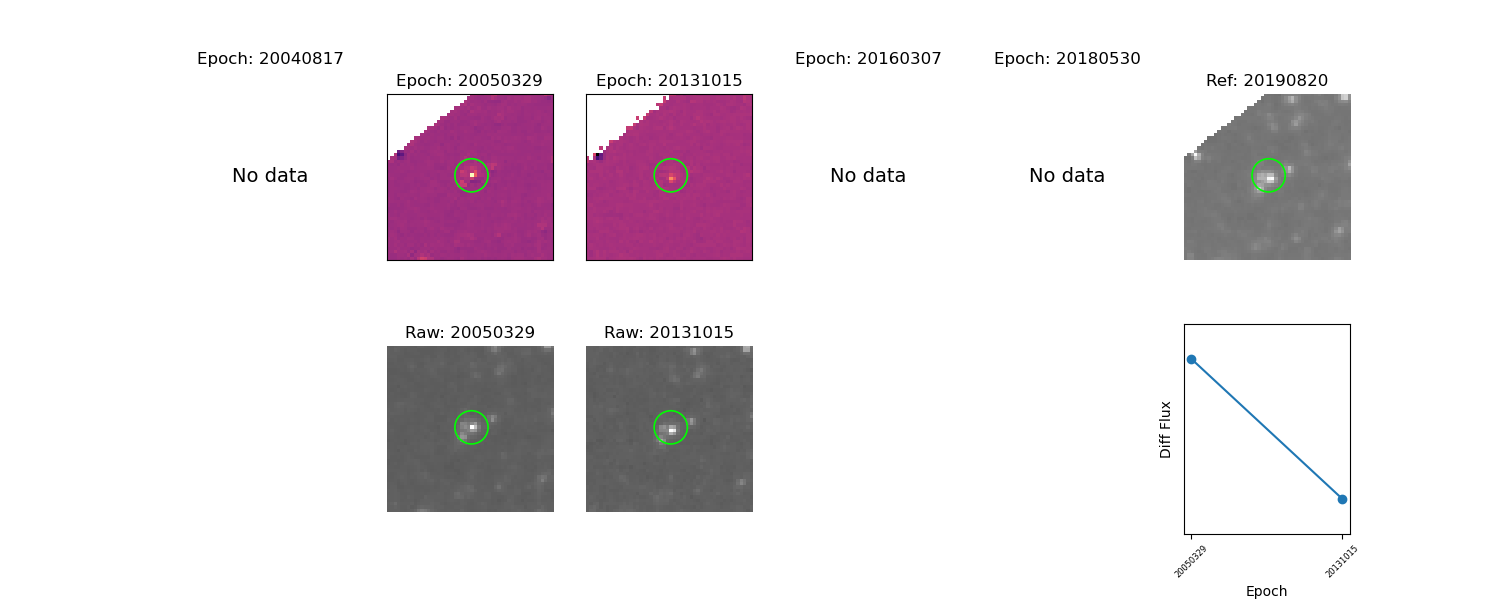 Epoch: 20040817
Epoch: 20050329
Epoch: 20131015
Epoch: 20160307
Epoch: 20180530
Ref: 20190820
No data
No data
No data
Raw: 20050329
Raw: 20131015
Diff Flux
20050329
20131015
Epoch